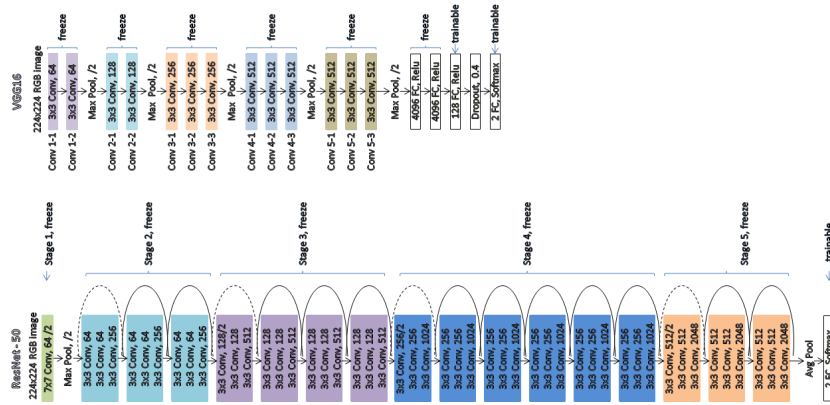 ResNet - 50
224x224 RGB image
7x7 Conv, 64 /2
Stage 1, freeze
Max Pool, /2
3x3 Conv, 64
3x3 Conv, 64
3x3 Conv, 256
3x3 Conv, 64
3x3 Conv, 64
3x3 Conv, 256
3x3 Conv, 64
3x3 Conv, 64
3x3 Conv, 256
Stage 2, freeze
3x3 Conv, 128/2
3x3 Conv, 128
3x3 Conv, 512
3x3 Conv, 128
3x3 Conv, 128
3x3 Conv, 512
3x3 Conv, 128
3x3 Conv, 128
3x3 Conv, 512
3x3 Conv, 128
3x3 Conv, 128
3x3 Conv, 512
Stage 3, freeze
3x3 Conv, 256/2
3x3 Conv, 256
3x3 Conv, 1024
3x3 Conv, 256
3x3 Conv, 256
3x3 Conv, 1024
3x3 Conv, 256
3x3 Conv, 256
3x3 Conv, 1024
3x3 Conv, 256
3x3 Conv, 256
3x3 Conv, 1024
3x3 Conv, 256
3x3 Conv, 256
3x3 Conv, 1024
3x3 Conv, 256
3x3 Conv, 256
3x3 Conv, 1024
Stage 4, freeze
3x3 Conv, 512/2
3x3 Conv, 512
3x3 Conv, 2048
3x3 Conv, 512
3x3 Conv, 512
3x3 Conv, 2048
3x3 Conv, 512
3x3 Conv, 512
3x3 Conv, 2048
Stage 5, freeze
Avg Pool
2 FC, Softmax
trainable
VGG16
224x224 RGB image
Conv 1-1
3x3 Conv, 64
Conv 1-2
3x3 Conv, 64
freeze
Max Pool, /2
Conv 2-1
3x3 Conv, 128
Conv 2-2
3x3 Conv, 128
freeze
Max Pool, /2
Conv 3-1
3x3 Conv, 256
Conv 3-2
3x3 Conv, 256
Conv 3-3
3x3 Conv, 256
freeze
Max Pool, /2
Conv 4-1
3x3 Conv, 512
Conv 4-2
3x3 Conv, 512
Conv 4-3
3x3 Conv, 512
freeze
Max Pool, /2
Conv 5-1
3x3 Conv, 512
Conv 5-2
3x3 Conv, 512
Conv 5-3
3x3 Conv, 512
freeze
Max Pool, /2
4096 FC, Relu
4096 FC, Relu
freeze
128 FC, Relu
trainable
Dropout, 0.4
2 FC, Softmax
trainable